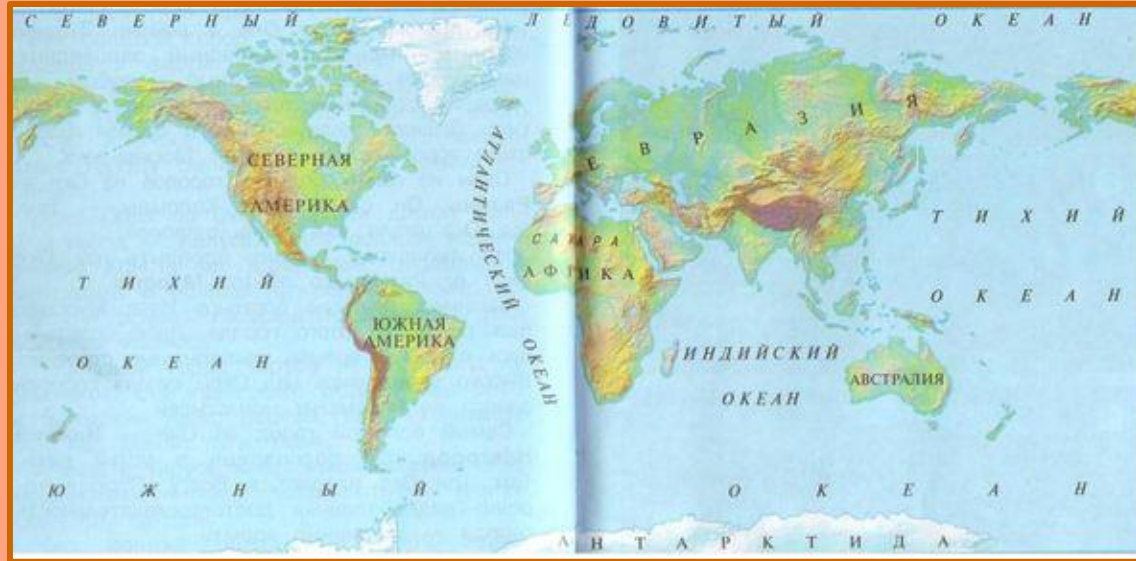 СЕВЕРНЫЙ ЛЕДОВИТЫЙ ОКЕАН
СЕВЕРНАЯ
АМЕРИКА
АТЛАНТИЧЕСКИЙ
ОКЕАН
ЕВРАЗИЯ
САХАРА
АФРИКА
ТИХИЙ
ОКЕАН
ТИХИЙ
ОКЕАН
ЮЖНАЯ
АМЕРИКА
ИНДИЙСКИЙ
ОКЕАН
АВСТРАЛИЯ
ЮЖНЫЙ ОКЕАН
АНТАРКТИДА